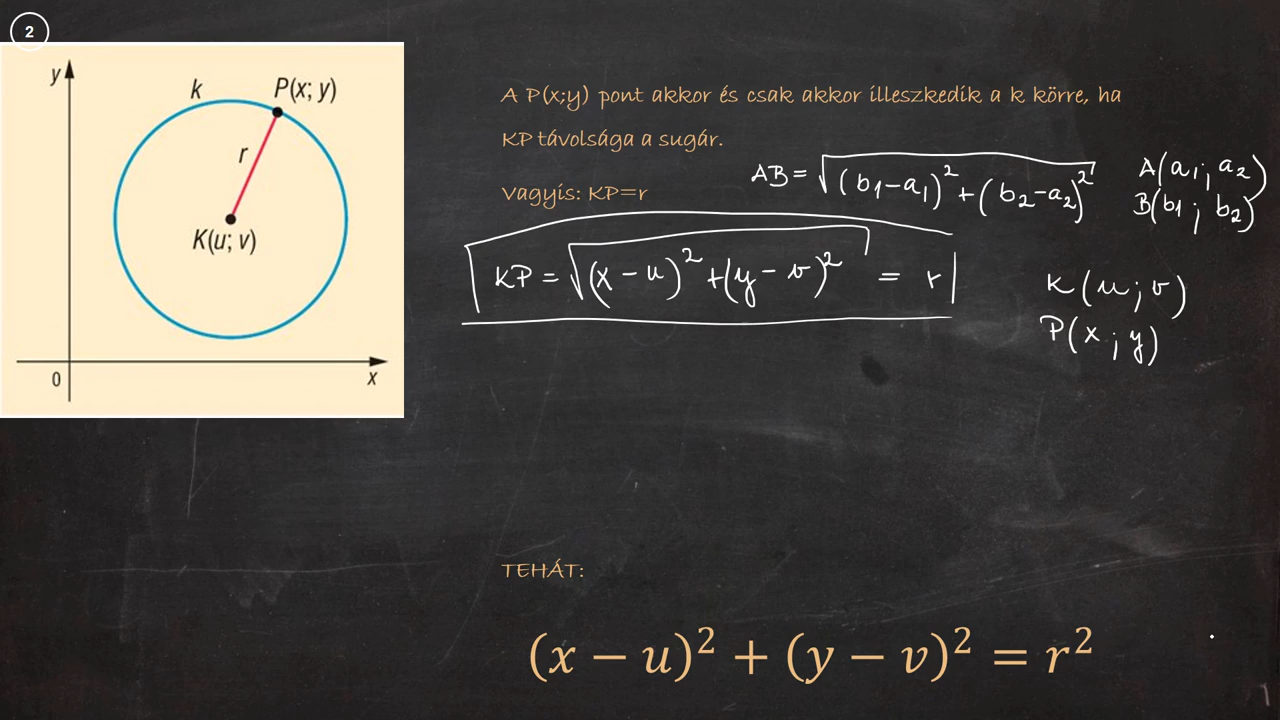 2
y
k
P(x; y)
r
K(u; v)
0
x
A P(x;y) pont akkor és csak akkor illeszkedik a k körre, ha
KP távolsága a sugár.
Vagyis: KP=r
AB = √(b1-a1)² + (b2-a2)²
A(a1; a2)
B(b1; b2)
KP = √(x-u)² + (y-v)² = r
K(u; v)
P(x; y)
TEHÁT:
(x − u)² + (y − v)² = r²